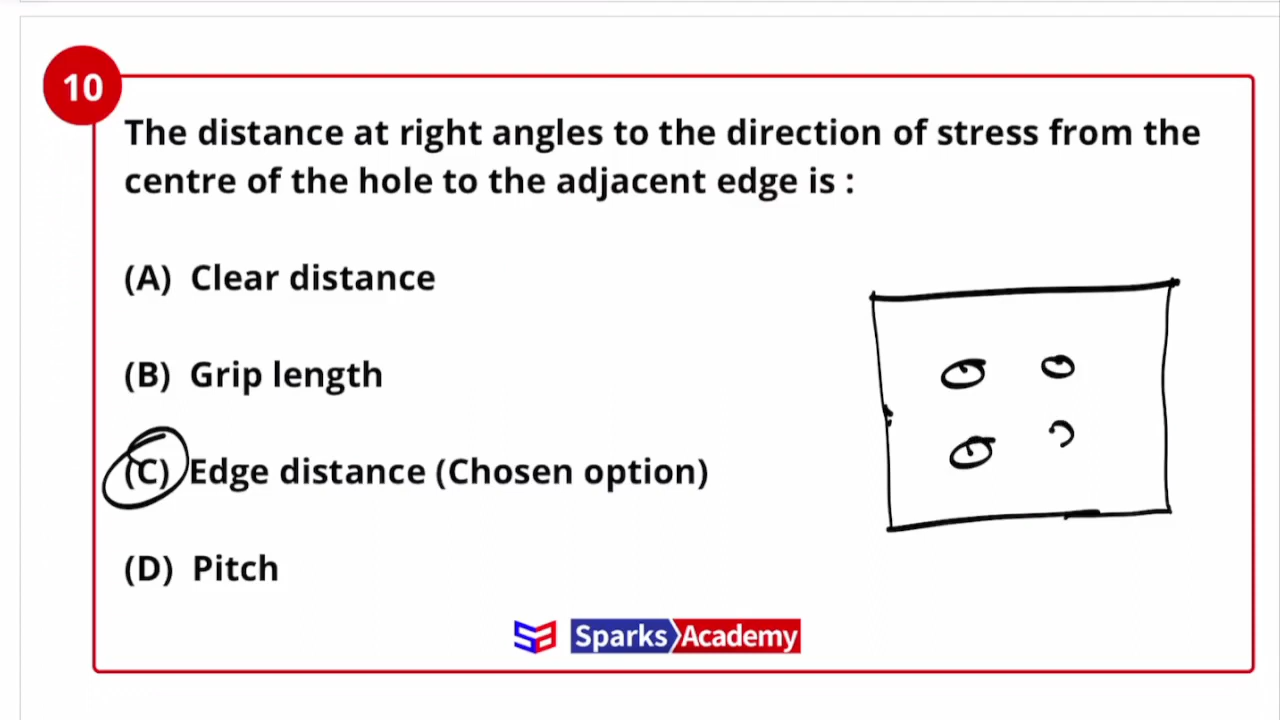 10
The distance at right angles to the direction of stress from the
centre of the hole to the adjacent edge is :
(A) Clear distance
(B) Grip length
(C) Edge distance (Chosen option)
(D) Pitch
Sparks Academy